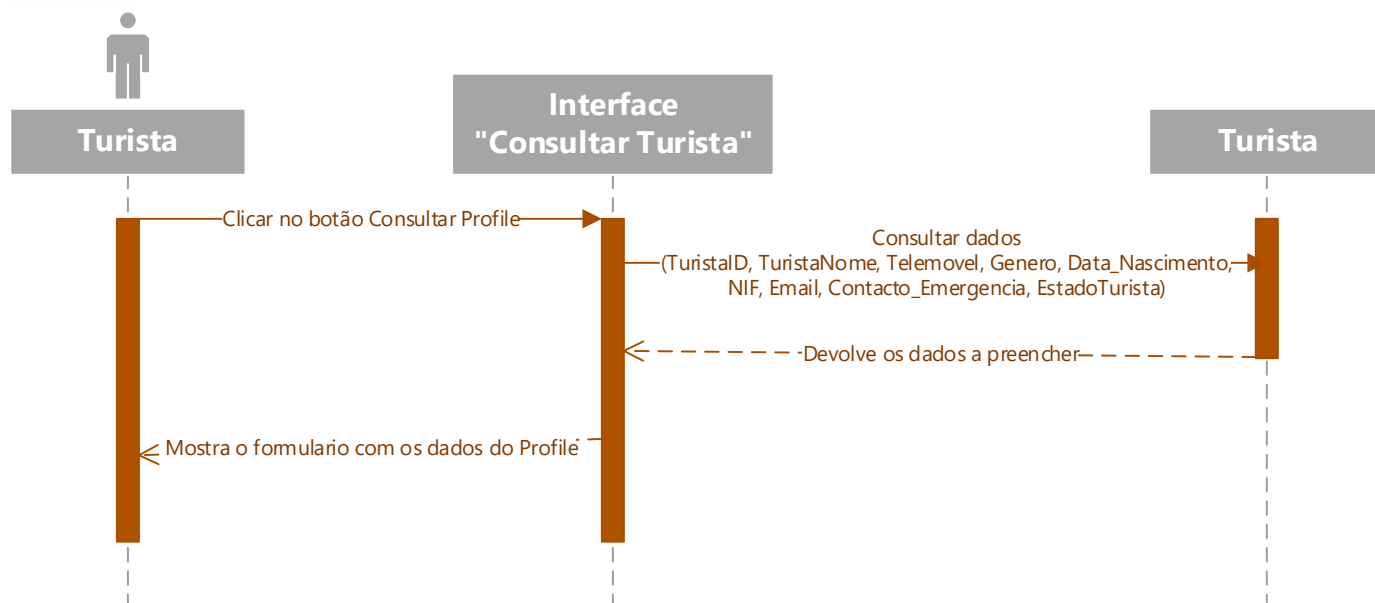 Turista
Interface
"Consultar Turista"
Turista
Clicar no botão Consultar Profile
Consultar dados
(TuristaID, TuristaNome, Telemovel, Genero, Data_Nascimento,
NIF, Email, Contacto_Emergencia, EstadoTurista)
Devolve os dados a preencher
Mostra o formulario com os dados do Profile